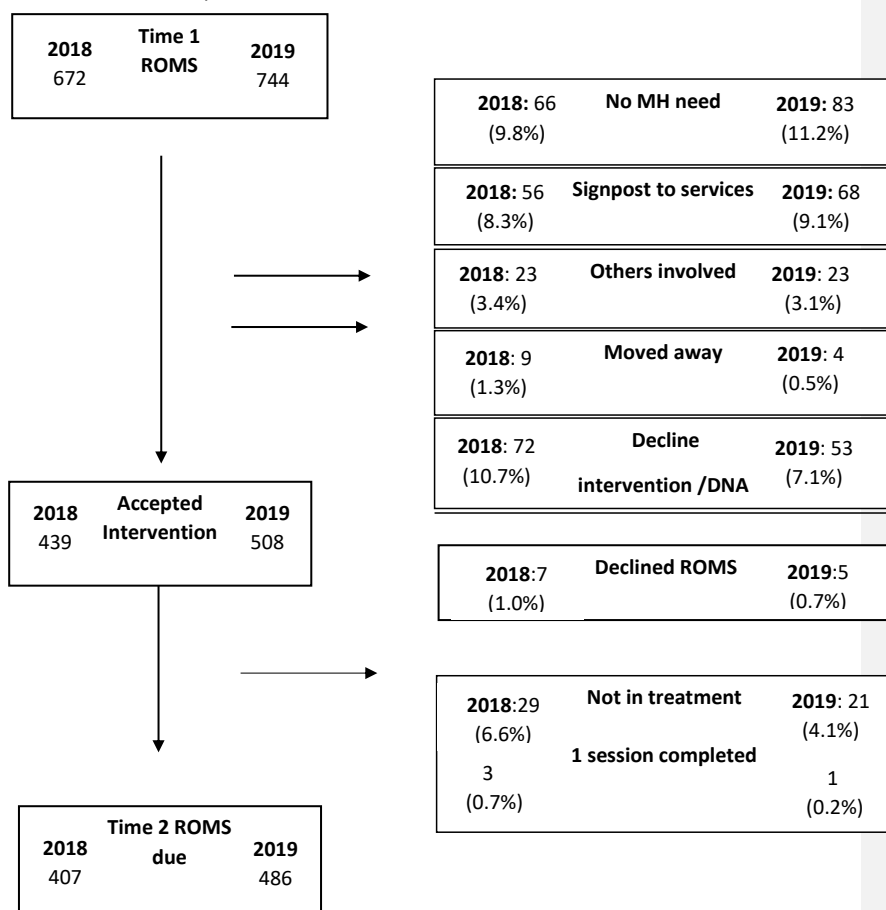 Time 1
2018 ROMS 2019
672 744
2018: 66 No MH need 2019: 83
(9.8%) (11.2%)
2018: 56 Signpost to services 2019: 68
(8.3%) (9.1%)
2018: 23 Others involved 2019: 23
(3.4%) (3.1%)
2018: 9 Moved away 2019: 4
(1.3%) (0.5%)
2018: 72 Decline 2019: 53
(10.7%) intervention /DNA (7.1%)
2018 Accepted 2019
439 Intervention 508
2018:7 Declined ROMS 2019:5
(1.0%) (0.7%)
2018:29 Not in treatment 2019: 21
(6.6%) (4.1%)
1 session completed
3 1
(0.7%) (0.2%)
Time 2 ROMS
2018 due 2019
407 486